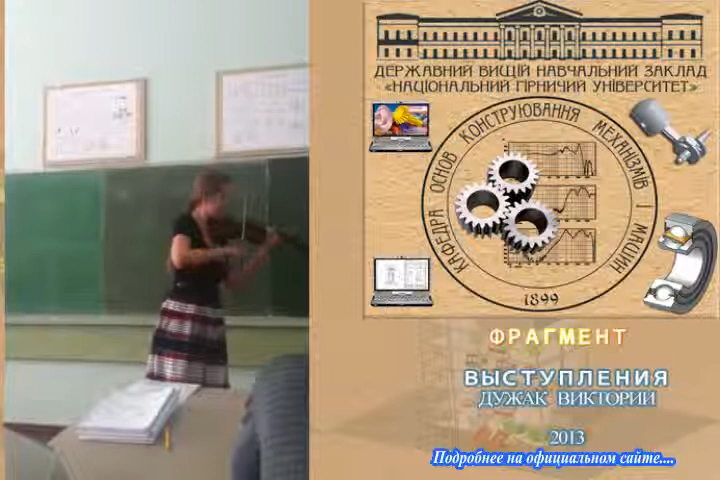 ДЕРЖАВНИЙ ВИЩІЙ НАВЧАЛЬНИЙ ЗАКЛАД
«НАЦІОНАЛЬНИЙ ГІРНИЧИЙ УНІВЕРСИТЕТ»
КАФЕДРА ОСНОВ КОНСТРУЮВАННЯ МЕХАНІЗМІВ І МАШИН
1899
ФРАГМЕНТ
ВЫСТУПЛЕНИЯ
ДУЖАК ВИКТОРИИ
2013
Подробнее на официальном сайте....